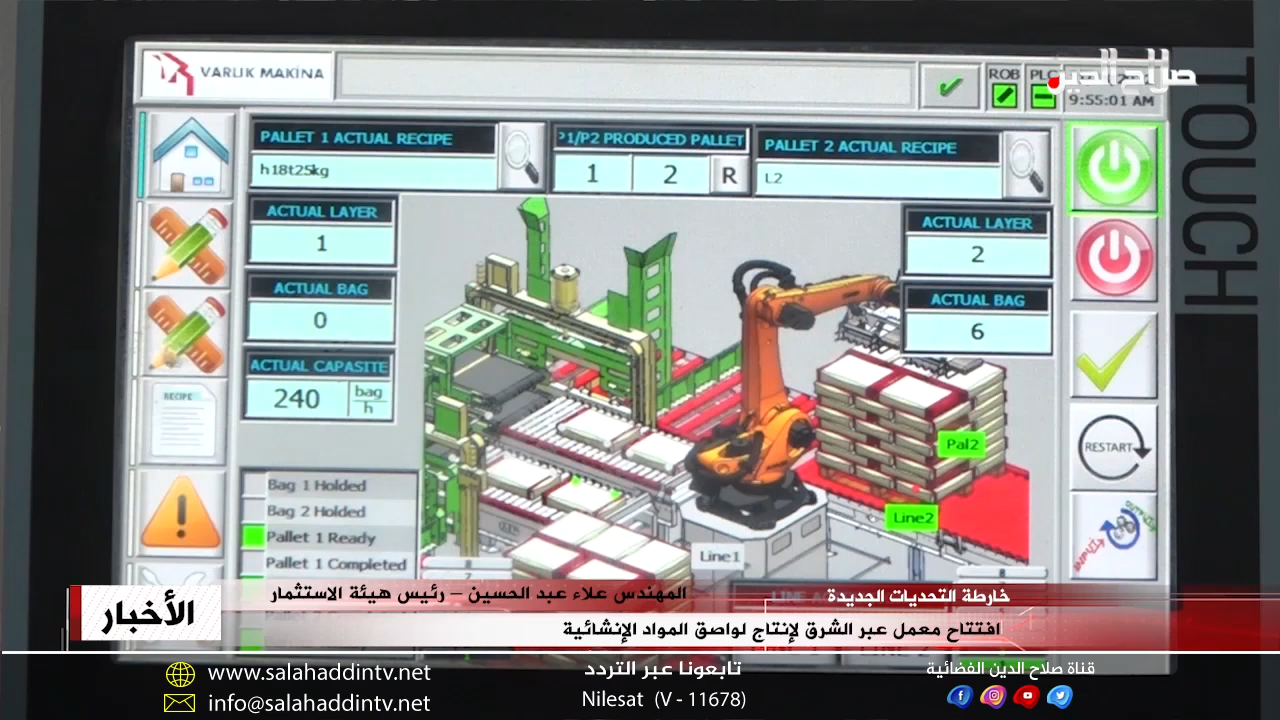 VARLIK MAKİNA
ROB
PLC
صلاح الدين
9:55:01 AM
TOUCH
PALLET 1 ACTUAL RECIPE
h18t25kg
P1/P2 PRODUCED PALLET
1 2 R
PALLET 2 ACTUAL RECIPE
L2
ACTUAL LAYER
1
ACTUAL BAG
0
ACTUAL CAPASITE
240 bag/h
ACTUAL LAYER
2
ACTUAL BAG
6
RECIPE
RESTART
Pal2
Line2
Line1
Bag 1 Holded
Bag 2 Holded
Pallet 1 Ready
Pallet 1 Completed
الأخبار
خارطة التحديات الجديدة
المهندس علاء عبد الحسين – رئيس هيئة الاستثمار
افتتاح معمل عبر الشرق لإنتاج لواصق المواد الإنشائية
www.salahaddintv.net
info@salahaddintv.net
تابعونا عبر التردد
Nilesat (V - 11678)
قناة صلاح الدين الفضائية